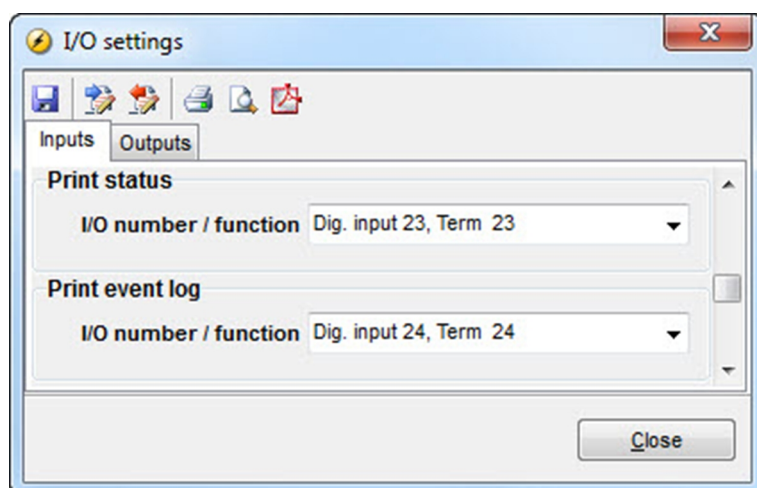 I/O settings
Inputs Outputs
Print status
I/O number / function Dig. input 23, Term 23
Print event log
I/O number / function Dig. input 24, Term 24
Close